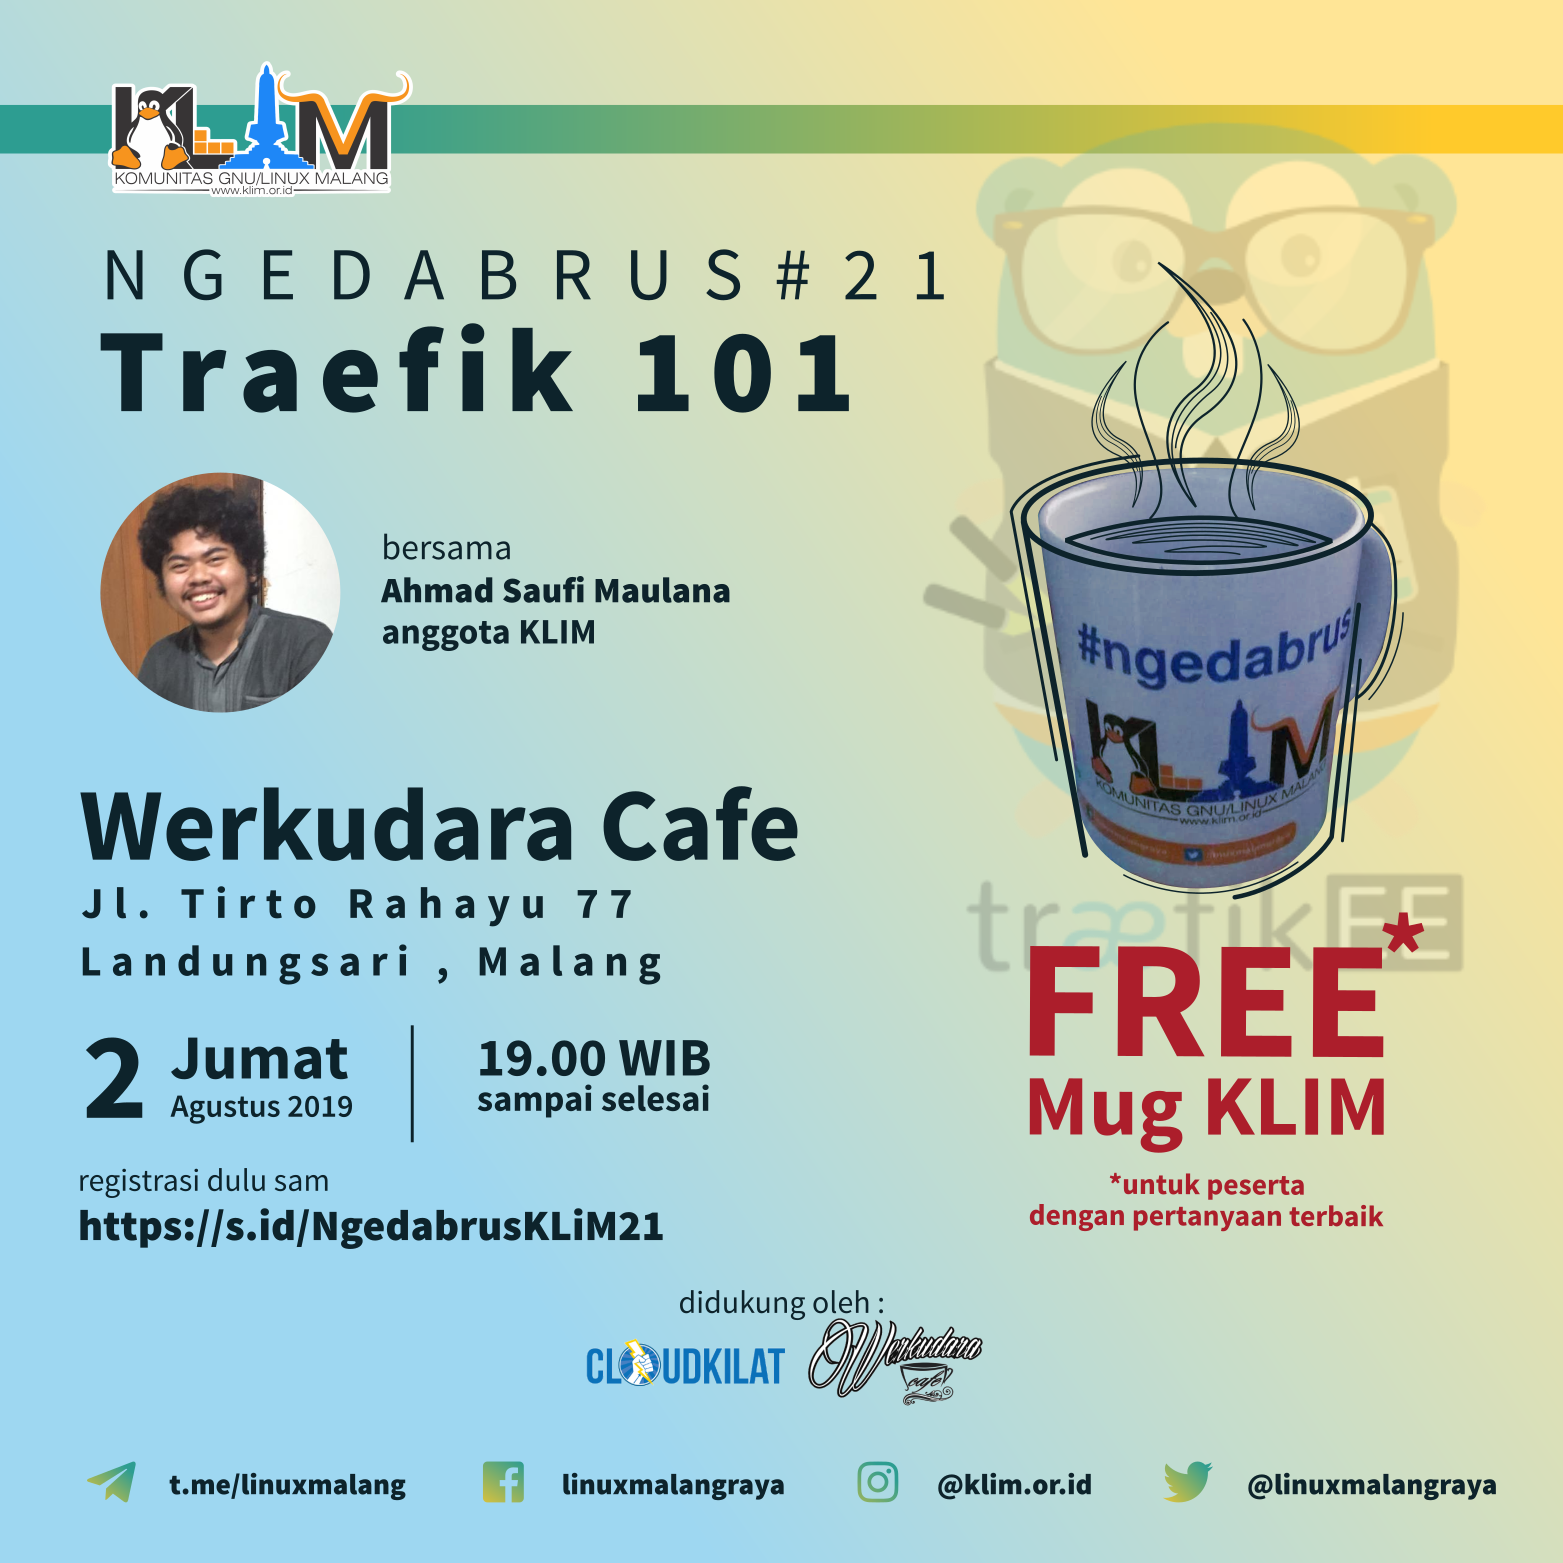 KLIM
KOMUNITAS GNU/LINUX MALANG
www.klim.or.id
NGEDABRUS#21
Traefik 101
bersama
Ahmad Saufi Maulana
anggota KLIM
#ngedabrus
KLIM
KOMUNITAS GNU/LINUX MALANG
www.klim.or.id
Werkudara Cafe
Jl. Tirto Rahayu 77
Landungsari , Malang
2 Jumat
Agustus 2019
19.00 WIB
sampai selesai
registrasi dulu sam
https://s.id/NgedabrusKLiM21
træfikEE
FREE*
Mug KLIM
*untuk peserta
dengan pertanyaan terbaik
didukung oleh :
CLOUDKILAT
Werkudara
cafe
t.me/linuxmalang
linuxmalangraya
@klim.or.id
@linuxmalangraya